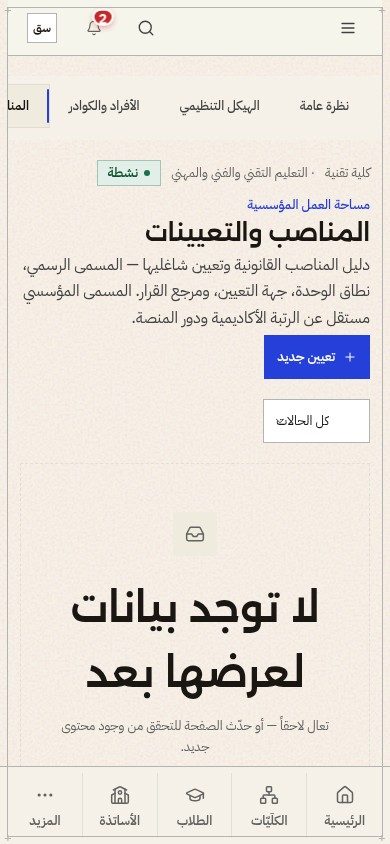 2
سق
نظرة عامة
الهيكل التنظيمي
الأفراد والكوادر
المنا
كلية تقنية · التعليم التقني والفني والمهني
نشطة
مساحة العمل المؤسسية
المناصب والتعيينات
دليل المناصب القانونية وتعيين شاغليها — المسمى الرسمي،
نطاق الوحدة، جهة التعيين، ومرجع القرار. المسمى المؤسسي
مستقل عن الرتبة الأكاديمية ودور المنصة.
+ تعيين جديد
كل الحالات
لا توجد بيانات
لعرضها بعد
تعال لاحقاً — أو حدّث الصفحة للتحقق من وجود محتوى
جديد.
الرئيسية
الكليّات
الطلاب
الأساتذة
المزيد